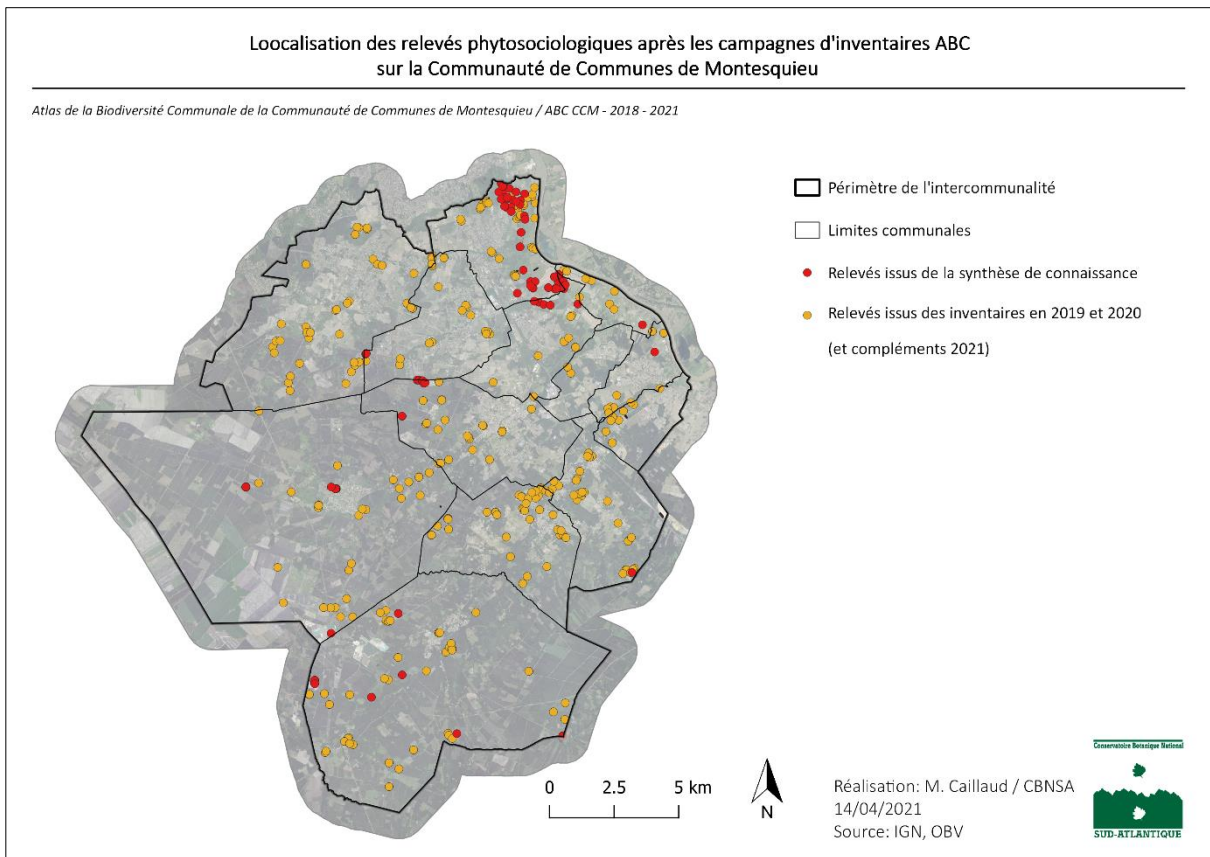 Loocalisation des relevés phytosociologiques après les campagnes d'inventaires ABC
sur la Communauté de Communes de Montesquieu
Atlas de la Biodiversité Communale de la Communauté de Communes de Montesquieu / ABC CCM - 2018 - 2021
Périmètre de l'intercommunalité
Limites communales
Relevés issus de la synthèse de connaissance
Relevés issus des inventaires en 2019 et 2020
(et compléments 2021)
0 2.5 5 km
N
Réalisation: M. Caillaud / CBNSA
14/04/2021
Source: IGN, OBV
Conservatoire Botanique National
SUD-ATLANTIQUE